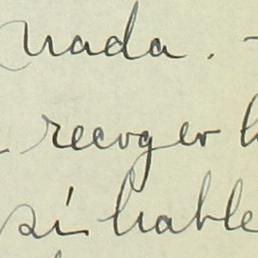 nada. -
recoger l
si hable